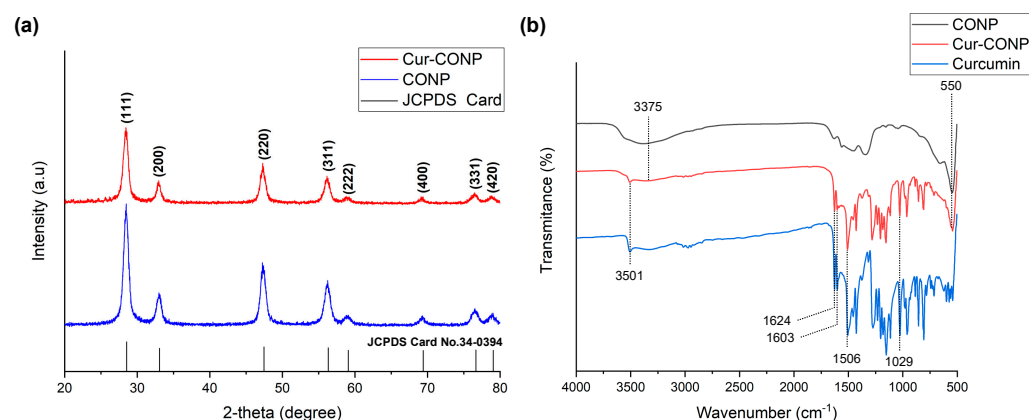 (a)
Cur-CONP
CONP
JCPDS Card
(111)
(200)
(220)
(311)
(222)
(400)
(331)
(420)
Intensity (a.u)
JCPDS Card No.34-0394
20 30 40 50 60 70 80
2-theta (degree)
(b)
CONP
Cur-CONP
Curcumin
3375
550
Transmitance (%)
3501
1624
1603
1506
1029
4000 3500 3000 2500 2000 1500 1000 500
Wavenumber (cm⁻¹)